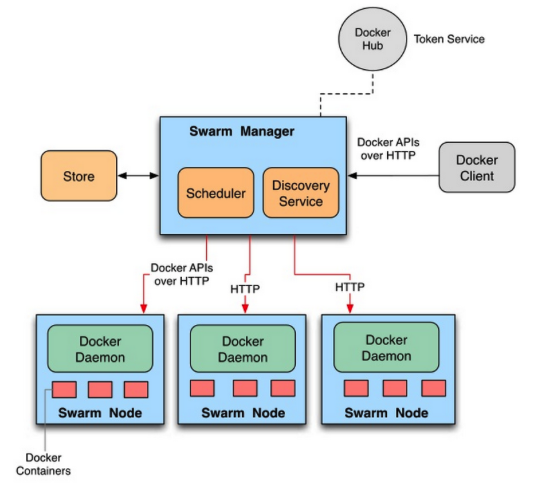 Docker
Hub
Token Service
Swarm Manager
Docker APIs
over HTTP
Store
Scheduler
Discovery
Service
Docker
Client
Docker APIs
over HTTP
HTTP
HTTP
Docker
Daemon
Docker
Daemon
Docker
Daemon
Swarm Node
Swarm Node
Swarm Node
Docker
Containers